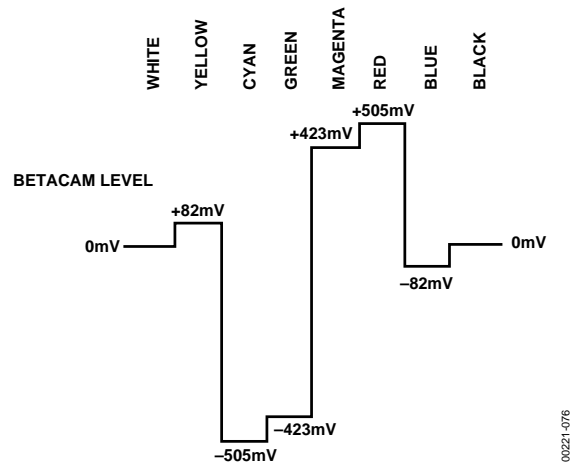 WHITE
YELLOW
CYAN
GREEN
MAGENTA
RED
BLUE
BLACK
+505mV
+423mV
BETACAM LEVEL
+82mV
0mV
0mV
–82mV
–423mV
–505mV
00221-076